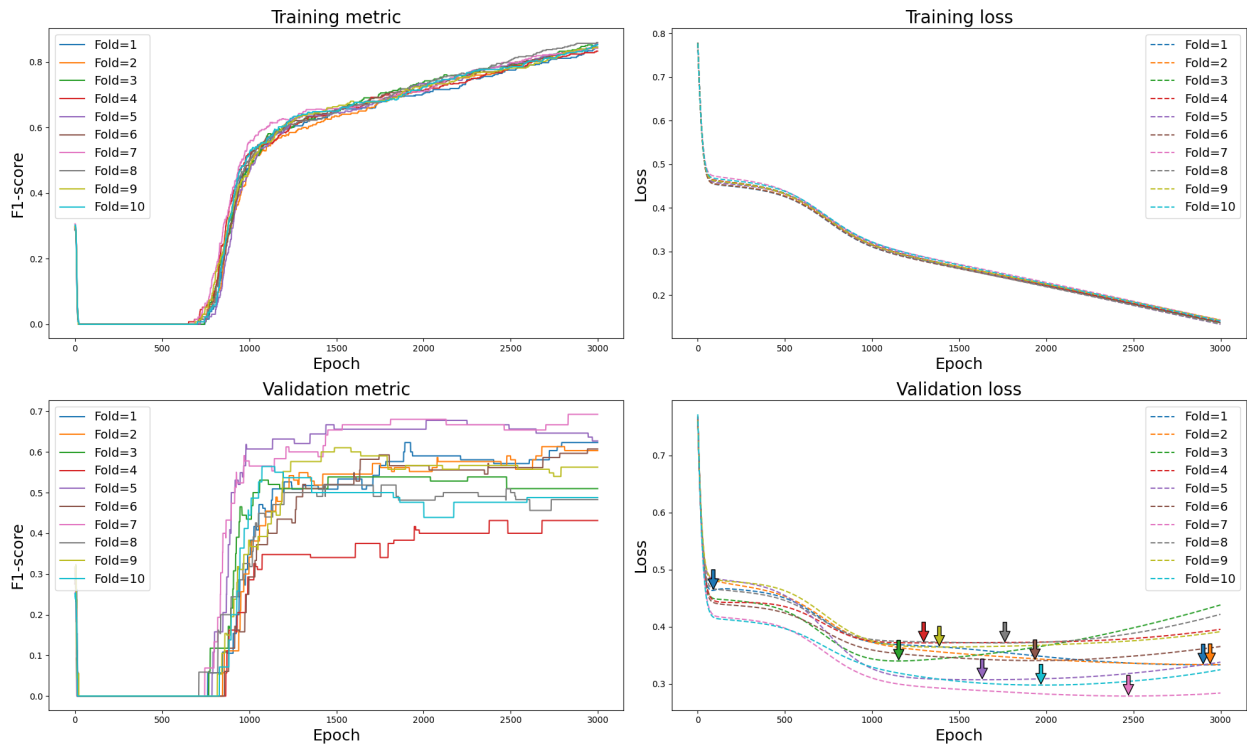 Training metric
F1-score
0.8
0.6
0.4
0.2
0.0
Fold=1
Fold=2
Fold=3
Fold=4
Fold=5
Fold=6
Fold=7
Fold=8
Fold=9
Fold=10
0 500 1000 1500 2000 2500 3000
Epoch
Training loss
Loss
0.8
0.7
0.6
0.5
0.4
0.3
0.2
Fold=1
Fold=2
Fold=3
Fold=4
Fold=5
Fold=6
Fold=7
Fold=8
Fold=9
Fold=10
0 500 1000 1500 2000 2500 3000
Epoch
Validation metric
F1-score
0.7
0.6
0.5
0.4
0.3
0.2
0.1
0.0
Fold=1
Fold=2
Fold=3
Fold=4
Fold=5
Fold=6
Fold=7
Fold=8
Fold=9
Fold=10
0 500 1000 1500 2000 2500 3000
Epoch
Validation loss
Loss
0.7
0.6
0.5
0.4
0.3
Fold=1
Fold=2
Fold=3
Fold=4
Fold=5
Fold=6
Fold=7
Fold=8
Fold=9
Fold=10
0 500 1000 1500 2000 2500 3000
Epoch